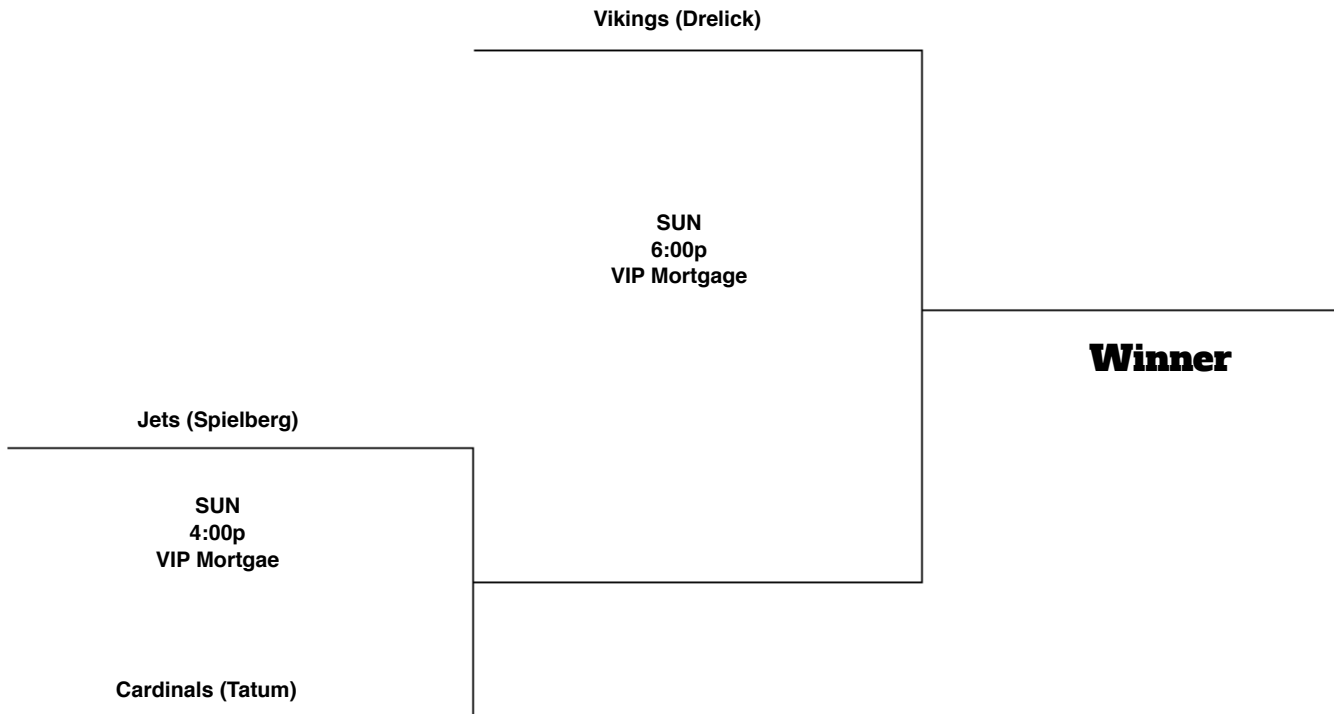 Vikings (Drelick)
SUN
6:00p
VIP Mortgage
Winner
Jets (Spielberg)
SUN
4:00p
VIP Mortgae
Cardinals (Tatum)